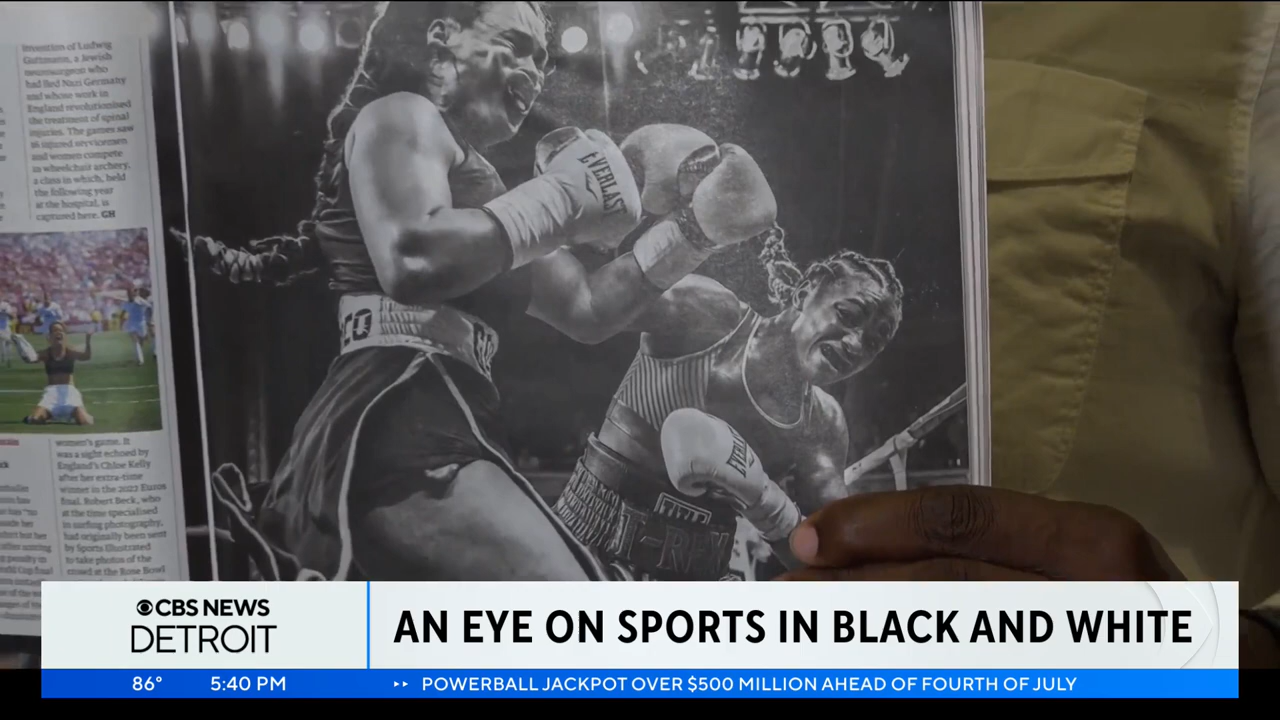 invention of Ludwig
Guttmann, a Jewish
neurosurgeon who
had fled Nazi Germany
and whose work in
England revolutionised
the treatment of spinal
injuries. The games saw
16 injured servicemen
and women compete
in wheelchair archery,
a class in which, held
the following year
at the hospital, is
captured here. GH
EVERLAST
CO
T-REX
women's game. It
was a sight echoed by
England's Chloe Kelly
after her extra-time
winner in the 2022 Euros
final. Robert Beck, who
at the time specialised
in surfing photography,
had originally been sent
by Sports Illustrated
to take photos of the
crowd at the Rose Bowl
CBS NEWS
DETROIT
AN EYE ON SPORTS IN BLACK AND WHITE
86° 5:40 PM POWERBALL JACKPOT OVER $500 MILLION AHEAD OF FOURTH OF JULY